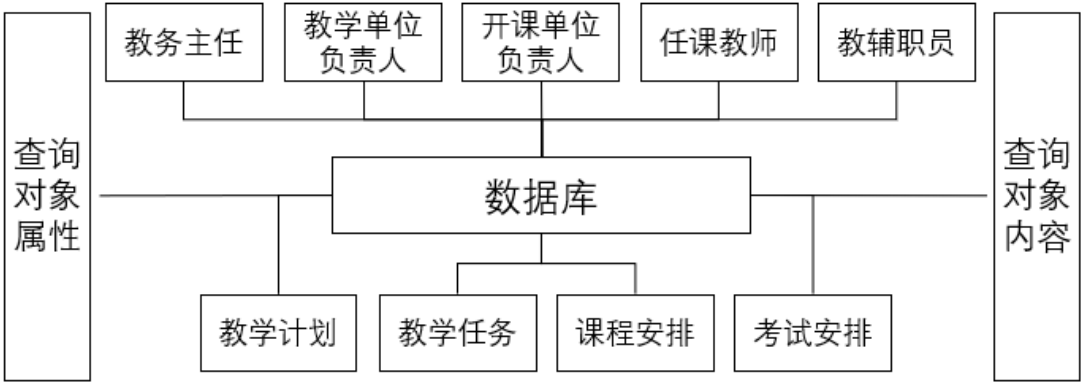 教务主任
教学单位
负责人
开课单位
负责人
任课教师
教辅职员
查询
对象
属性
数据库
查询
对象
内容
教学计划
教学任务
课程安排
考试安排